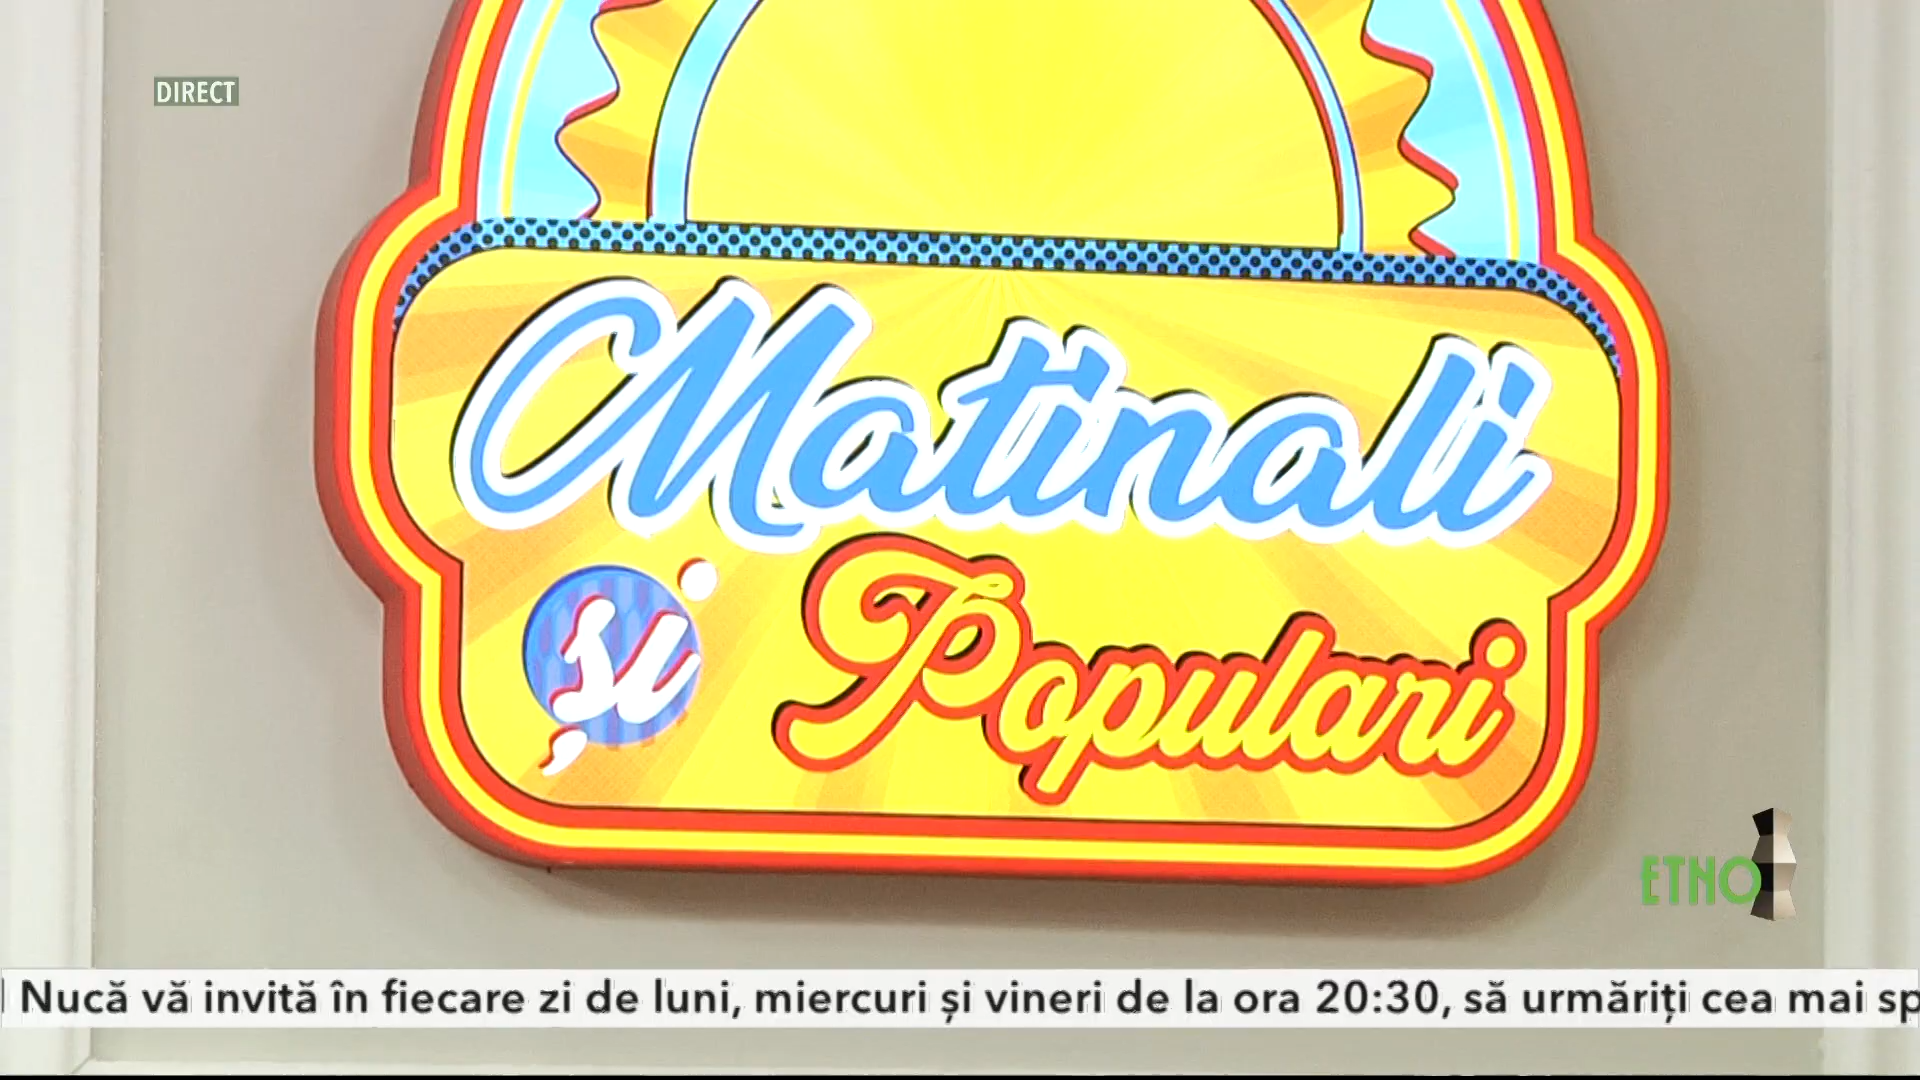 DIRECT
Matinali
și Populari
ETNO
Nucă vă invită în fiecare zi de luni, miercuri și vineri de la ora 20:30, să urmăriți cea mai